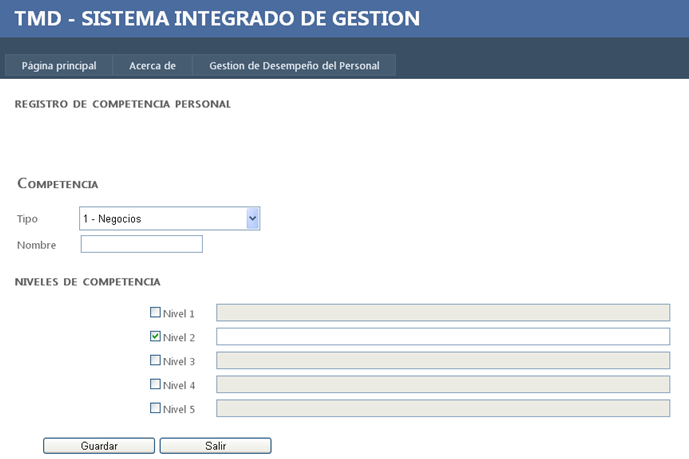 TMD - SISTEMA INTEGRADO DE GESTION
Página principal Acerca de Gestion de Desempeño del Personal
REGISTRO DE COMPETENCIA PERSONAL
COMPETENCIA
Tipo 1 - Negocios
Nombre
NIVELES DE COMPETENCIA
Nivel 1
Nivel 2
Nivel 3
Nivel 4
Nivel 5
Guardar Salir